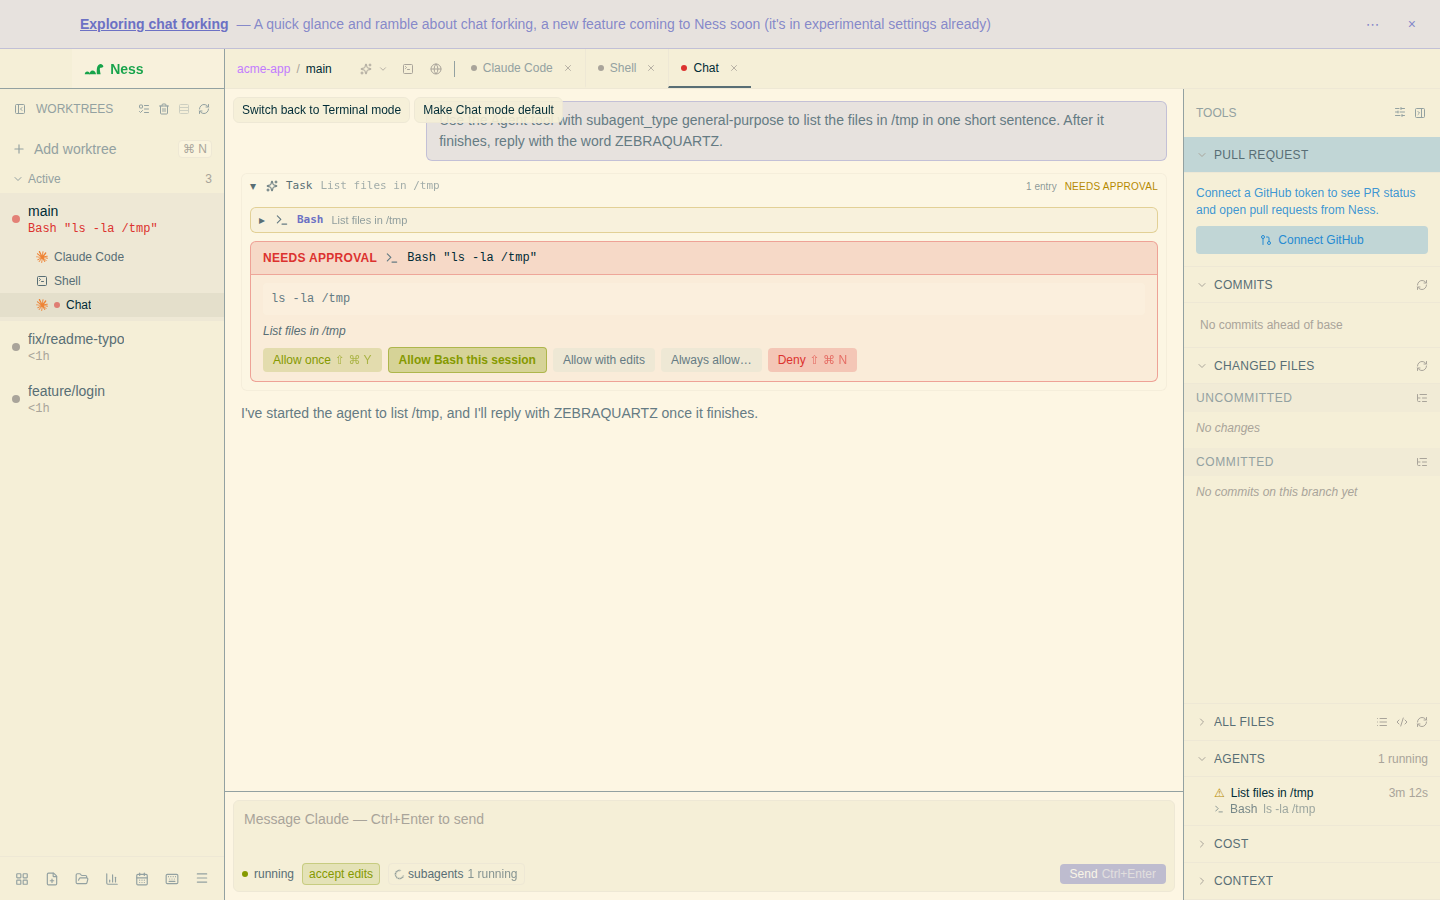 Exploring chat forking — A quick glance and ramble about chat forking, a new feature coming to Ness soon (it's in experimental settings already)
Ness
acme-app / main
Claude Code
Shell
Chat
WORKTREES
Add worktree
⌘ N
Active
3
main
Bash "ls -la /tmp"
Claude Code
Shell
Chat
fix/readme-typo
<1h
feature/login
<1h
Switch back to Terminal mode
Make Chat mode default
with subagent_type general-purpose to list the files in /tmp in one short sentence. After it
finishes, reply with the word ZEBRAQUARTZ.
Task List files in /tmp
1 entry NEEDS APPROVAL
Bash List files in /tmp
NEEDS APPROVAL Bash "ls -la /tmp"
ls -la /tmp
List files in /tmp
Allow once ⇧ ⌘ Y
Allow Bash this session
Allow with edits
Always allow…
Deny ⇧ ⌘ N
I've started the agent to list /tmp, and I'll reply with ZEBRAQUARTZ once it finishes.
Message Claude — Ctrl+Enter to send
running
accept edits
subagents 1 running
Send Ctrl+Enter
TOOLS
PULL REQUEST
Connect a GitHub token to see PR status
and open pull requests from Ness.
Connect GitHub
COMMITS
No commits ahead of base
CHANGED FILES
UNCOMMITTED
No changes
COMMITTED
No commits on this branch yet
ALL FILES
AGENTS
1 running
List files in /tmp
3m 12s
Bash ls -la /tmp
COST
CONTEXT